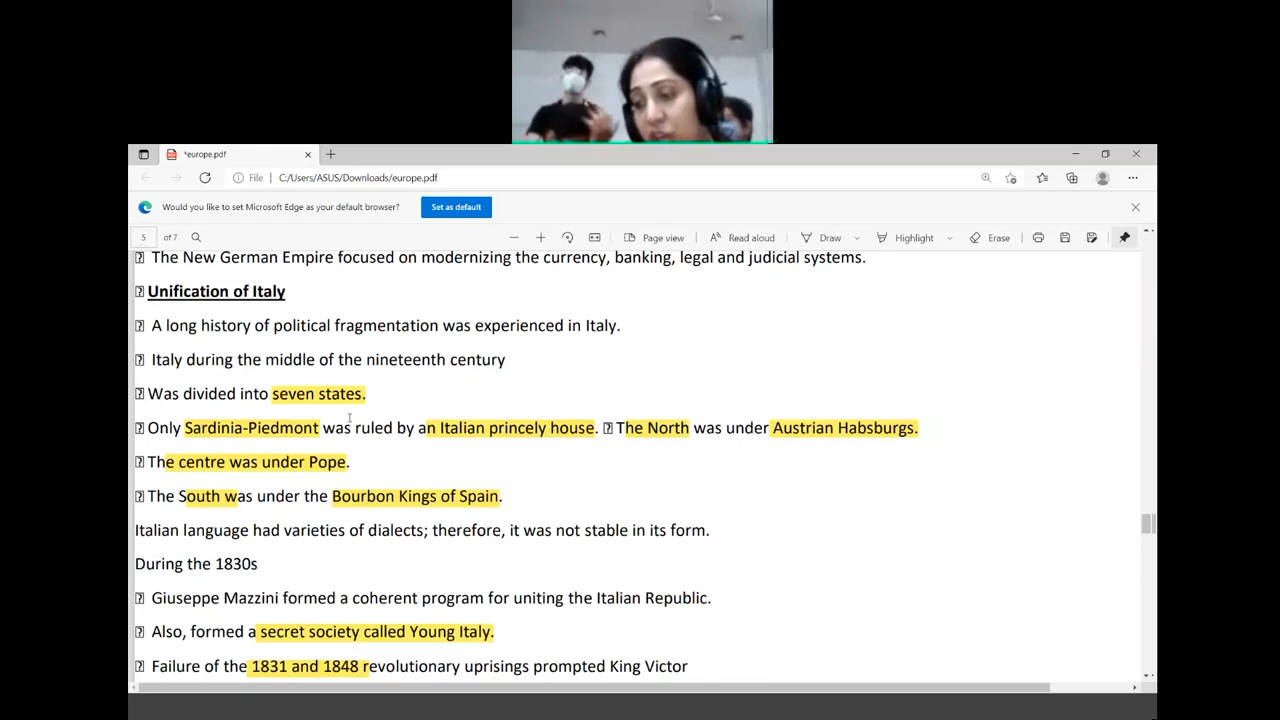 *europe.pdf
File C:/Users/ASUS/Downloads/europe.pdf
Would you like to set Microsoft Edge as your default browser? Set as default
5 of 7 Page view Read aloud Draw Highlight Erase
The New German Empire focused on modernizing the currency, banking, legal and judicial systems.
Unification of Italy
A long history of political fragmentation was experienced in Italy.
Italy during the middle of the nineteenth century
Was divided into seven states.
Only Sardinia-Piedmont was ruled by an Italian princely house. The North was under Austrian Habsburgs.
The centre was under Pope.
The South was under the Bourbon Kings of Spain.
Italian language had varieties of dialects; therefore, it was not stable in its form.
During the 1830s
Giuseppe Mazzini formed a coherent program for uniting the Italian Republic.
Also, formed a secret society called Young Italy.
Failure of the 1831 and 1848 revolutionary uprisings prompted King Victor